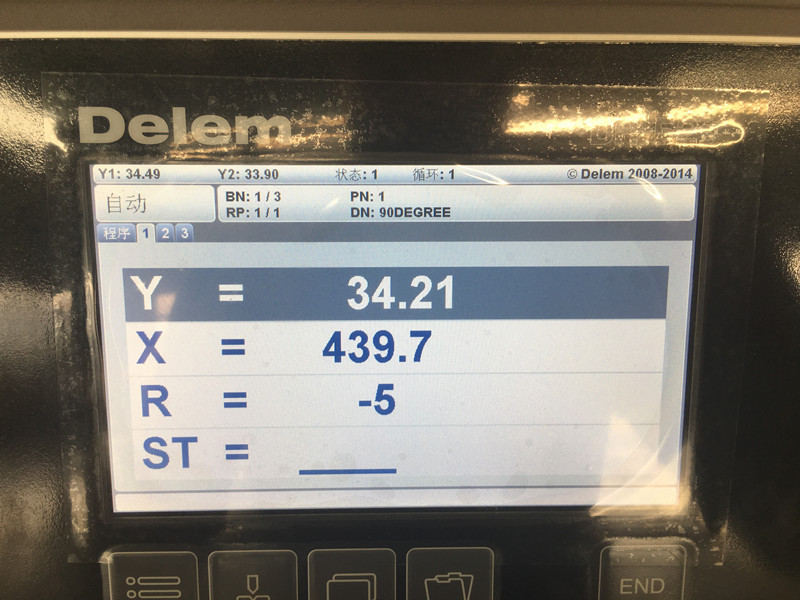 Delem
Y1: 34.49 Y2: 33.90 状态: 1 循环: 1 © Delem 2008-2014
自动 BN: 1 / 3 PN: 1
RP: 1 / 1 DN: 90DEGREE
程序 1 2 3
Y = 34.21
X = 439.7
R = -5
ST =
END